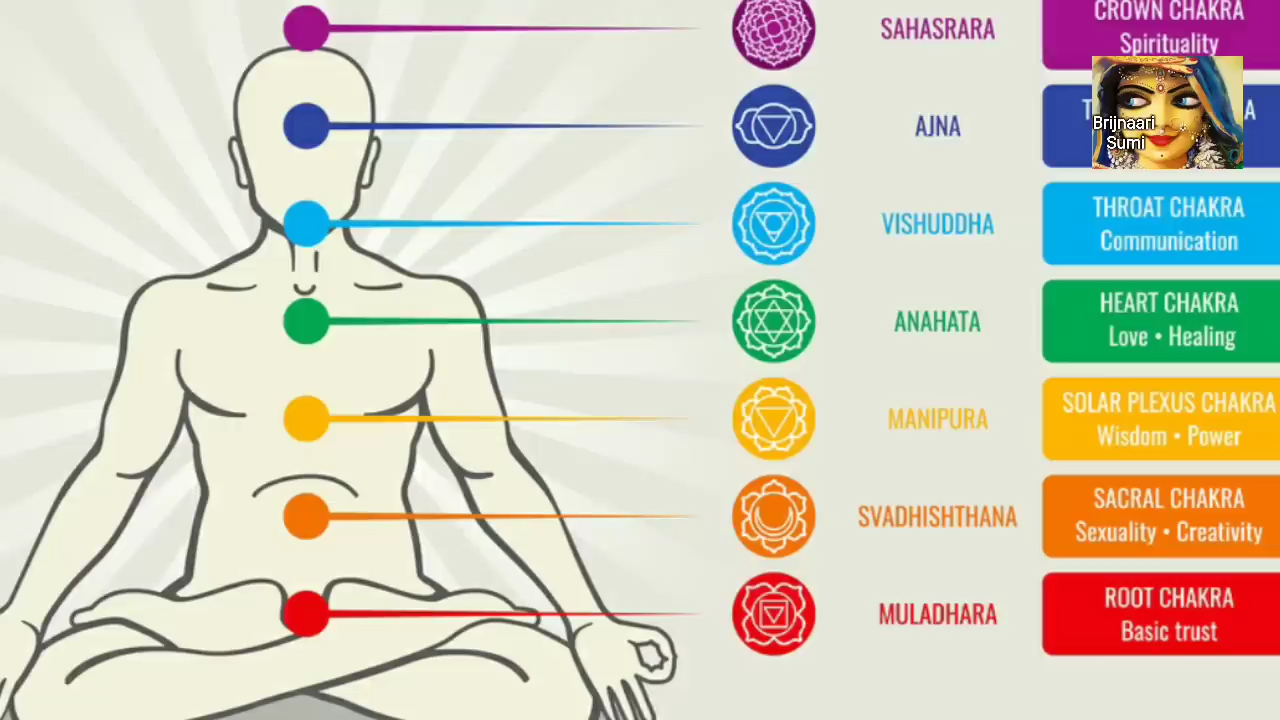 SAHASRARA
CROWN CHAKRA
Spirituality
AJNA
T
A
Brijnaari
Sumi
VISHUDDHA
THROAT CHAKRA
Communication
ANAHATA
HEART CHAKRA
Love • Healing
MANIPURA
SOLAR PLEXUS CHAKRA
Wisdom • Power
SVADHISHTHANA
SACRAL CHAKRA
Sexuality • Creativity
MULADHARA
ROOT CHAKRA
Basic trust